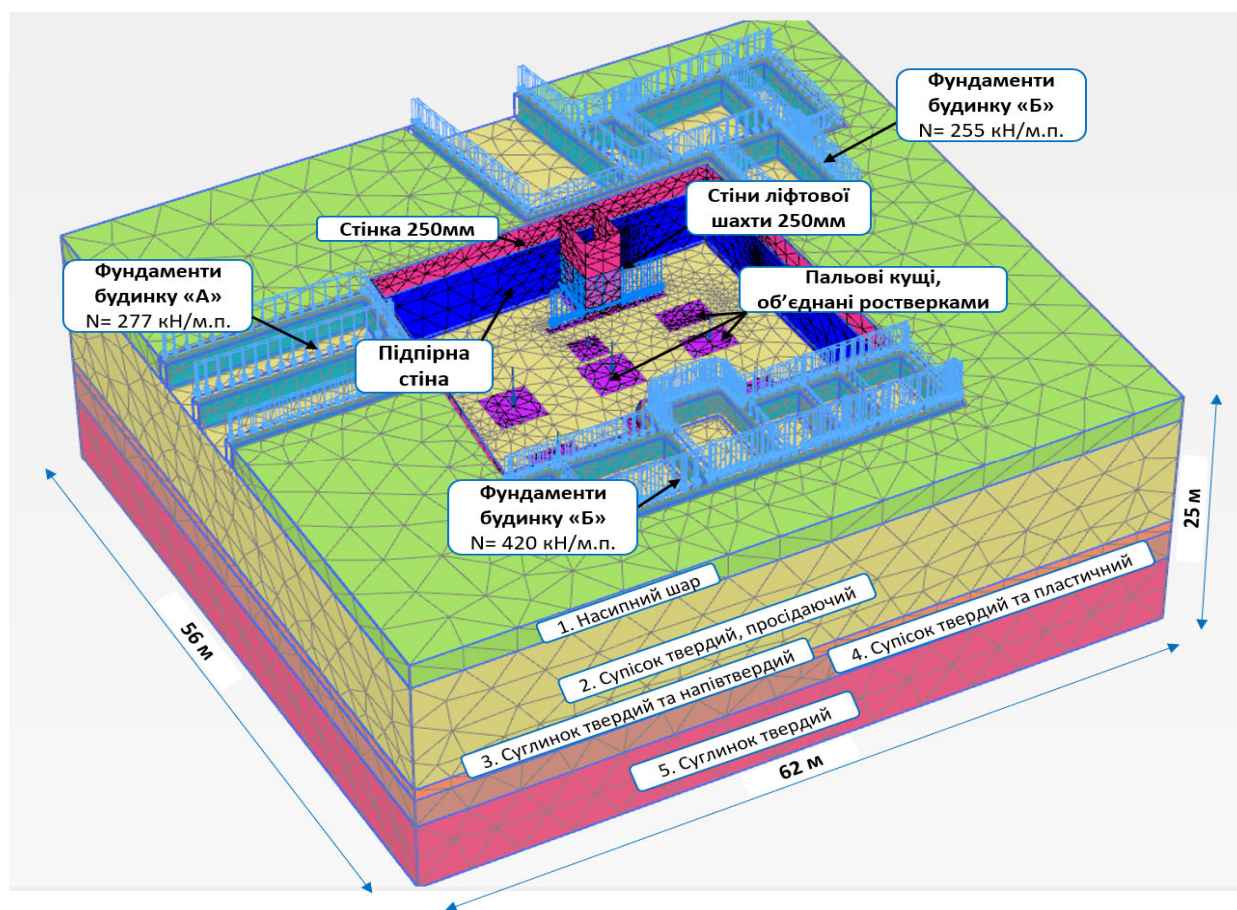 Фундаменти
будинку «Б»
N= 255 кН/м.п.
Стіни ліфтової
шахти 250мм
Стінка 250мм
Фундаменти
будинку «А»
N= 277 кН/м.п.
Пальові кущі,
об’єднані ростверками
Підпірна
стіна
Фундаменти
будинку «Б»
N= 420 кН/м.п.
25 м
1. Насипний шар
2. Супісок твердий, просідаючий
4. Супісок твердий та пластичний
3. Суглинок твердий та напівтвердий
5. Суглинок твердий
56 м
62 м